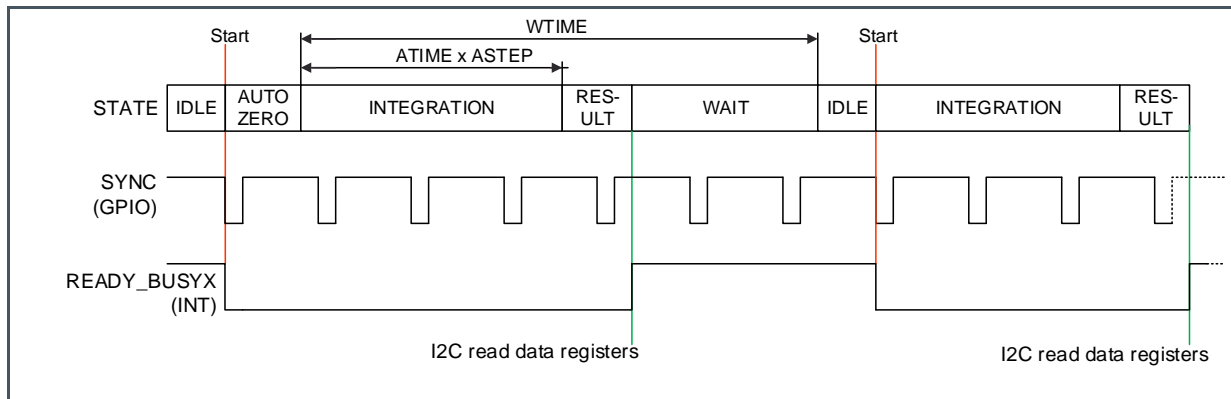 WTIME
Start
Start
ATIME x ASTEP
STATE
IDLE
AUTO
ZERO
INTEGRATION
RES-
ULT
WAIT
IDLE
INTEGRATION
RES-
ULT
SYNC
(GPIO)
READY_BUSYX
(INT)
I2C read data registers
I2C read data registers